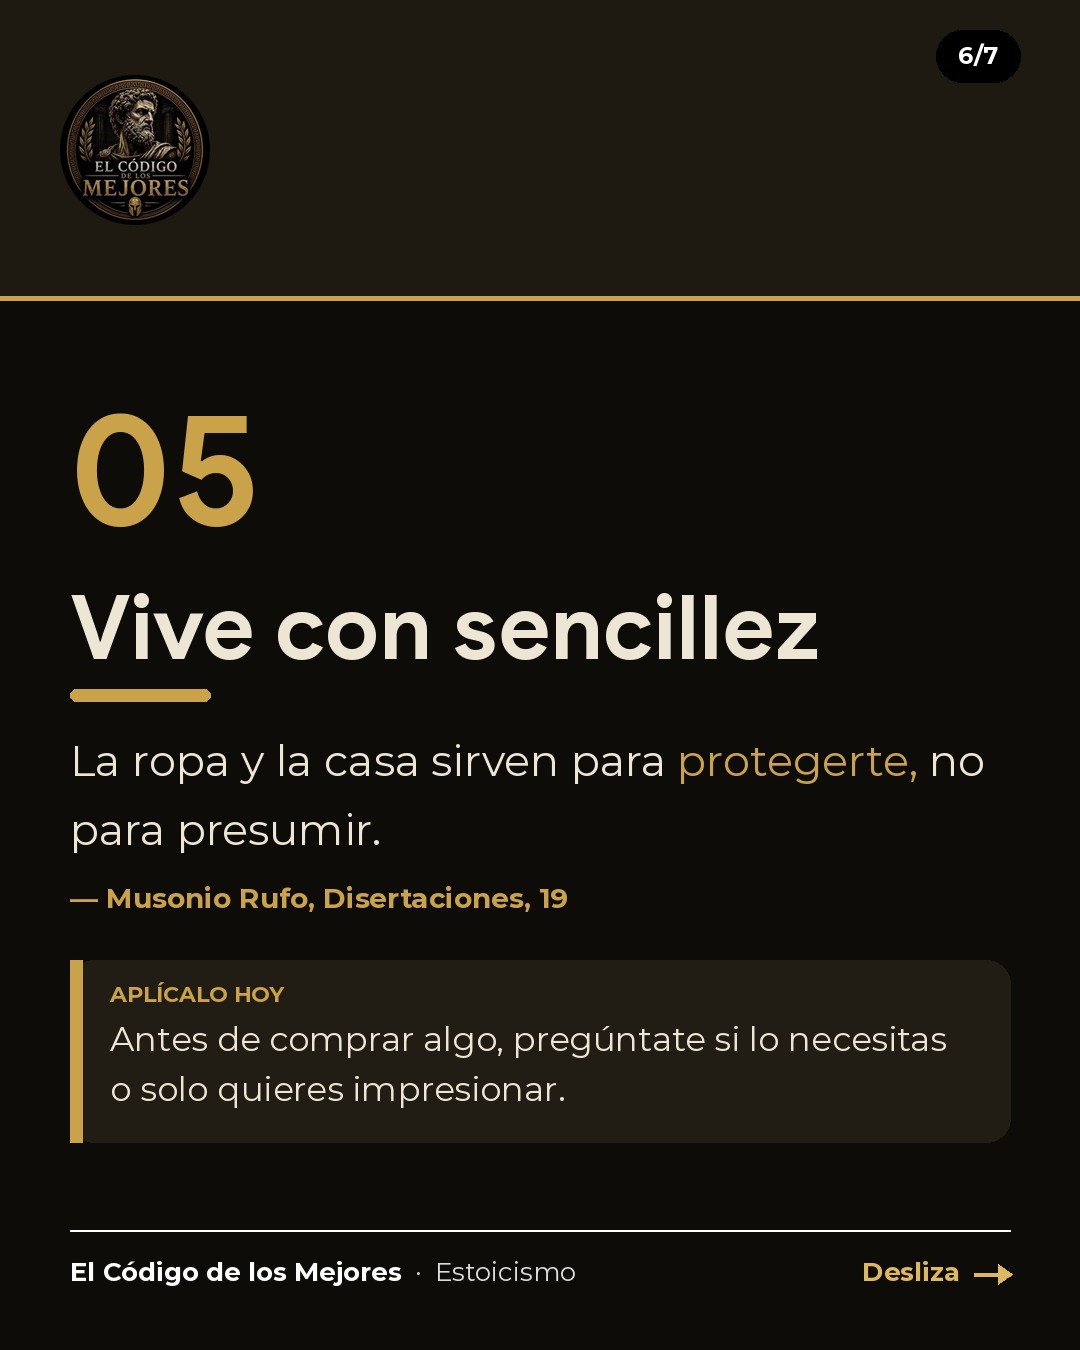 6/7
EL CÓDIGO
DE LOS
MEJORES
05
Vive con sencillez
La ropa y la casa sirven para protegerte, no
para presumir.
— Musonio Rufo, Disertaciones, 19
APLÍCALO HOY
Antes de comprar algo, pregúntate si lo necesitas
o solo quieres impresionar.
El Código de los Mejores · Estoicismo
Desliza